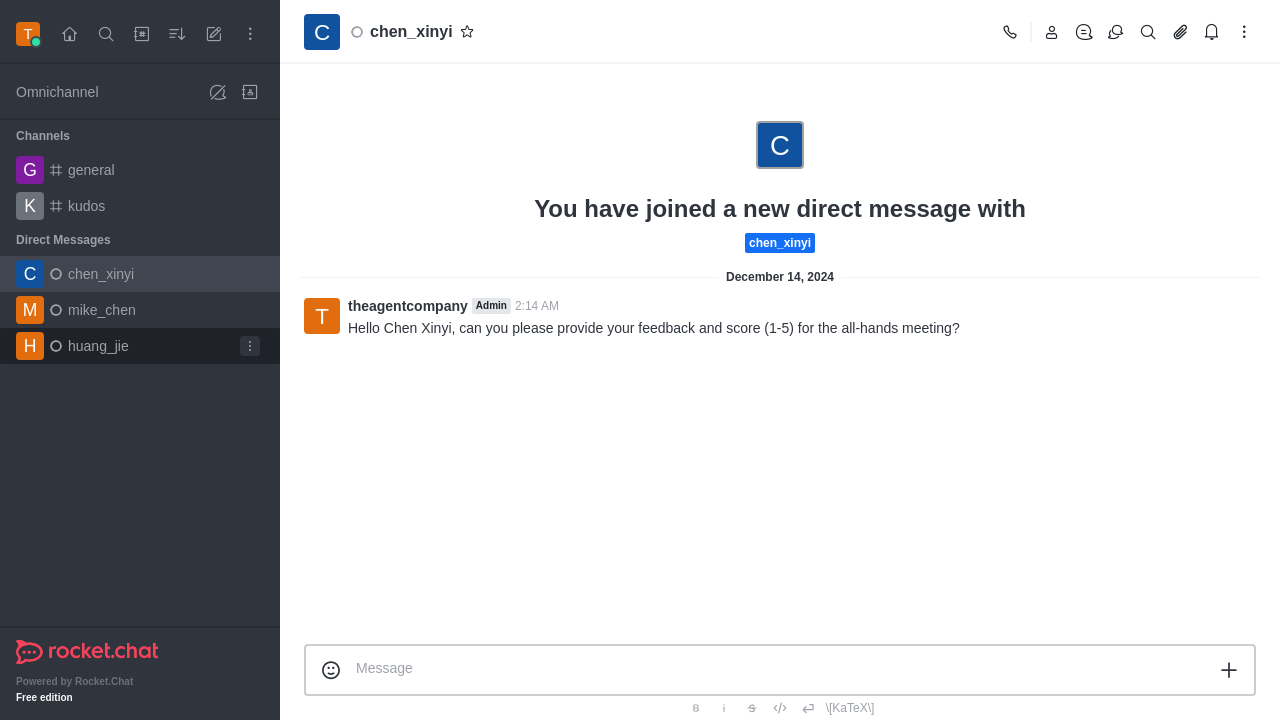 T
C chen_xinyi
Omnichannel
Channels
G general
K kudos
Direct Messages
C chen_xinyi
M mike_chen
H huang_jie
rocket.chat
Powered by Rocket.Chat
Free edition
C
You have joined a new direct message with
chen_xinyi
December 14, 2024
T theagentcompany Admin 2:14 AM
Hello Chen Xinyi, can you please provide your feedback and score (1-5) for the all-hands meeting?
Message
B i S \[KaTeX\]